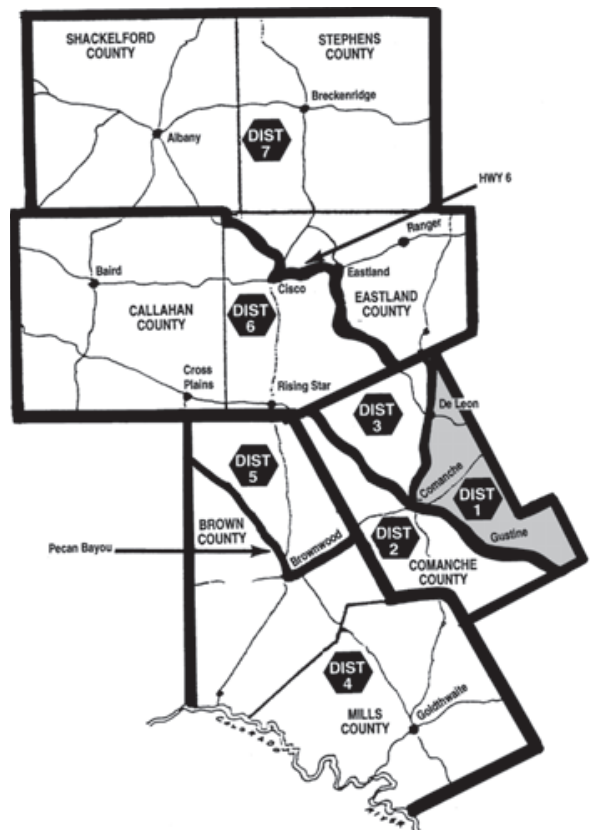 SHACKELFORD
COUNTY
STEPHENS
COUNTY
Breckenridge
Albany
DIST
7
HWY 6
Ranger
Baird
Eastland
Cisco
EASTLAND
COUNTY
CALLAHAN
COUNTY
DIST
6
Cross
Plains
Rising Star
De Leon
DIST
3
DIST
5
Comanche
DIST
1
BROWN
COUNTY
Brownwood
Pecan Bayou
DIST
2
Gustine
COMANCHE
COUNTY
DIST
4
Goldthwaite
MILLS
COUNTY
COLORADO
RIVER